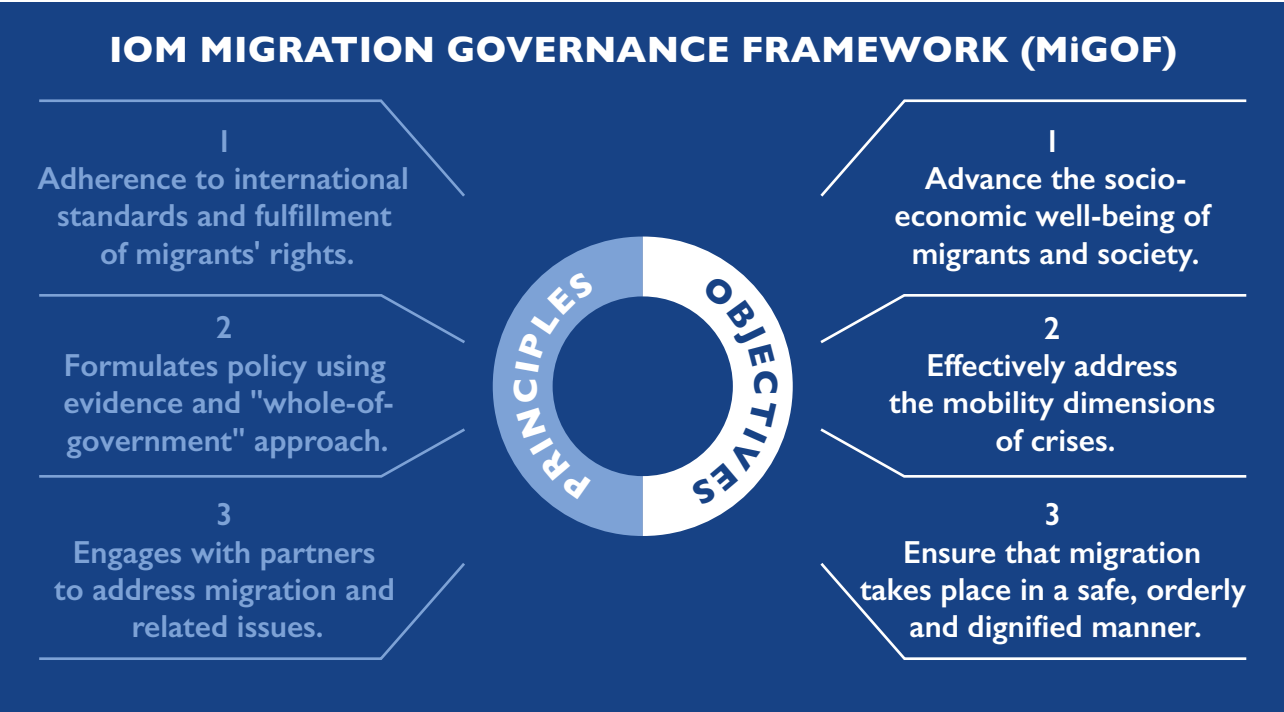 IOM MIGRATION GOVERNANCE FRAMEWORK (MiGOF)
1
Adherence to international
standards and fulfillment
of migrants' rights.
2
Formulates policy using
evidence and "whole-of-
government" approach.
3
Engages with partners
to address migration and
related issues.
PRINCIPLES
OBJECTIVES
1
Advance the socio-
economic well-being of
migrants and society.
2
Effectively address
the mobility dimensions
of crises.
3
Ensure that migration
takes place in a safe, orderly
and dignified manner.